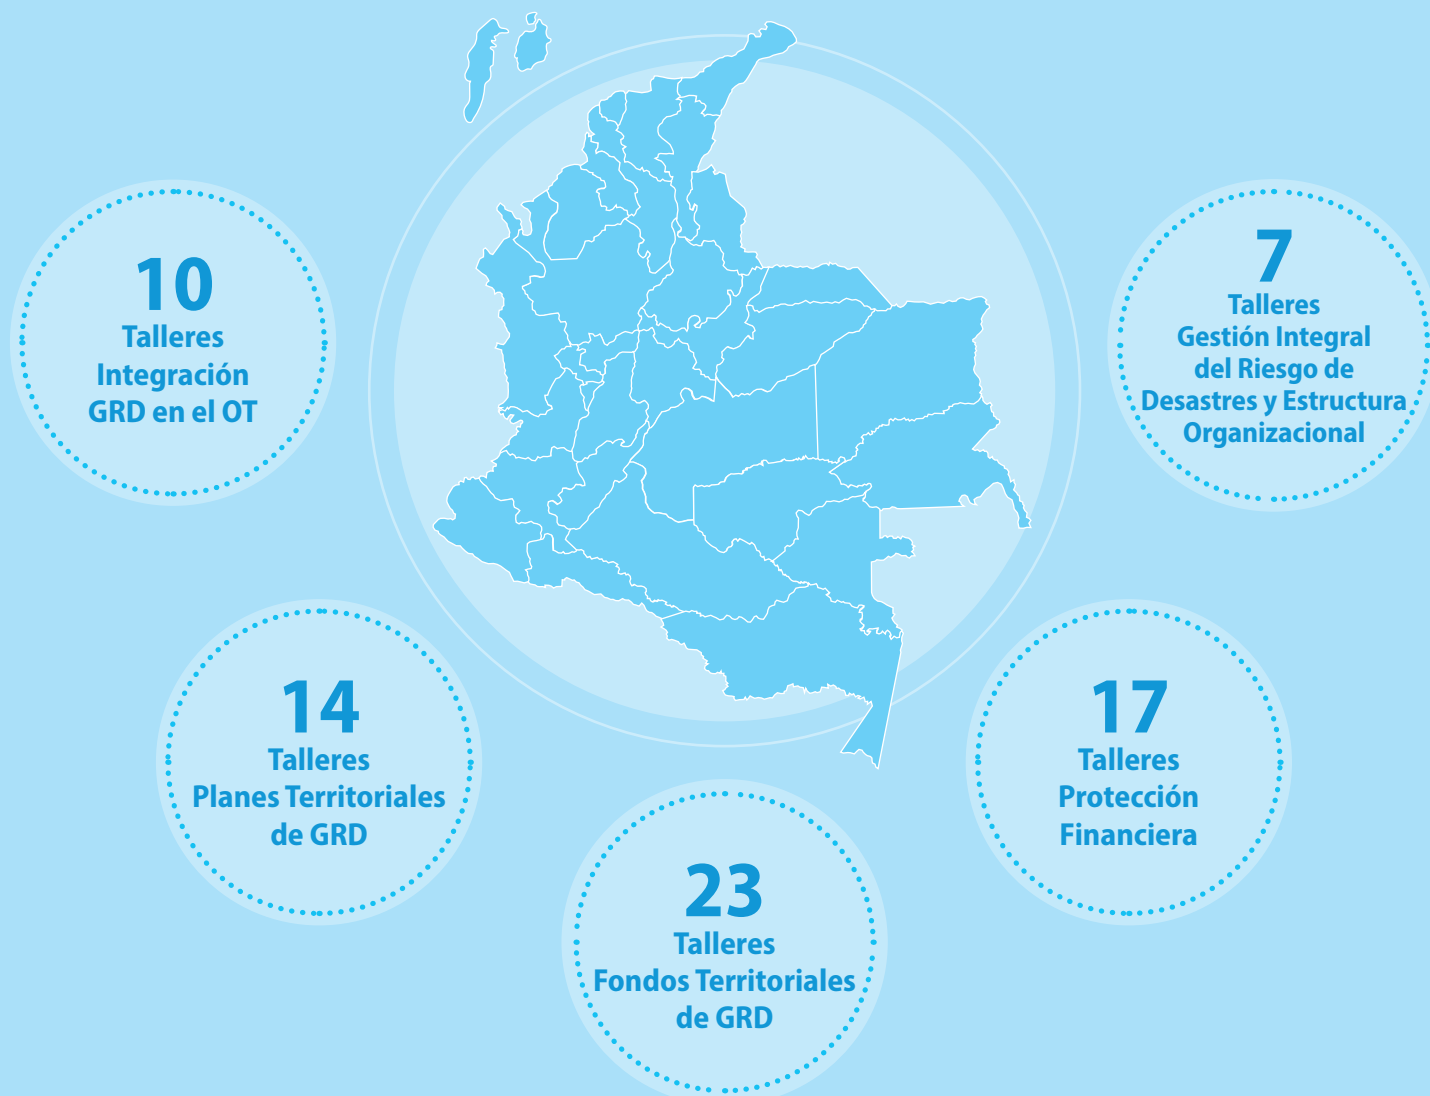 10
Talleres
Integración
GRD en el OT
7
Talleres
Gestión Integral
del Riesgo de
Desastres y Estructura
Organizacional
14
Talleres
Planes Territoriales
de GRD
23
Talleres
Fondos Territoriales
de GRD
17
Talleres
Protección
Financiera